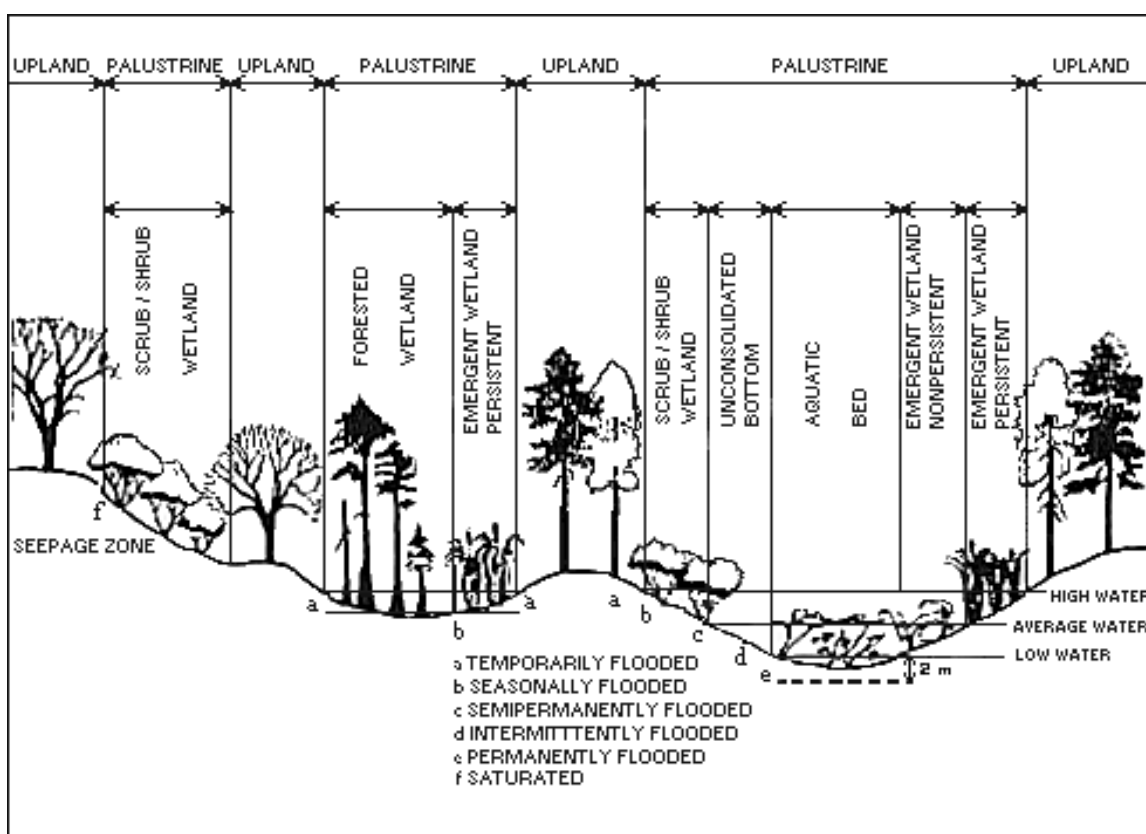 UPLAND PALUSTRINE UPLAND PALUSTRINE UPLAND PALUSTRINE UPLAND
SCRUB / SHRUB
WETLAND
FORESTED
WETLAND
EMERGENT WETLAND
PERSISTENT
SCRUB / SHRUB
WETLAND
UNCONSOLIDATED
BOTTOM
AQUATIC
BED
EMERGENT WETLAND
NONPERSISTENT
EMERGENT WETLAND
PERSISTENT
f
SEEPAGE ZONE
a
b
a
a
b
c
d
e
HIGH WATER
AVERAGE WATER
LOW WATER
2 m
a TEMPORARILY FLOODED
b SEASONALLY FLOODED
c SEMIPERMANENTLY FLOODED
d INTERMITTTENTLY FLOODED
e PERMANENTLY FLOODED
f SATURATED